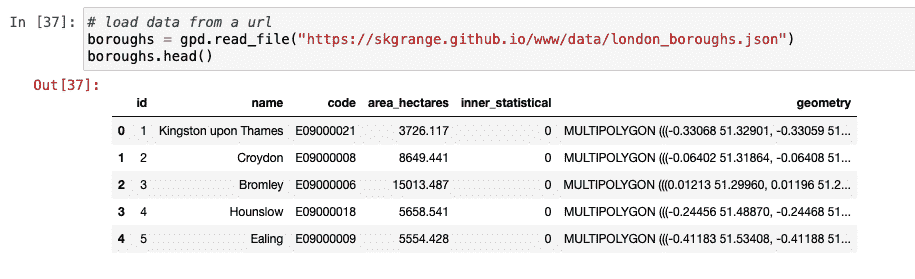 In [37]: # load data from a url
boroughs = gpd.read_file("https://skgrange.github.io/www/data/london_boroughs.json")
boroughs.head()
Out[37]:
id name code area_hectares inner_statistical geometry
0 1 Kingston upon Thames E09000021 3726.117 0 MULTIPOLYGON (((-0.33068 51.32901, -0.33059 51...
1 2 Croydon E09000008 8649.441 0 MULTIPOLYGON (((-0.06402 51.31864, -0.06408 51...
2 3 Bromley E09000006 15013.487 0 MULTIPOLYGON (((0.01213 51.29960, 0.01196 51.2...
3 4 Hounslow E09000018 5658.541 0 MULTIPOLYGON (((-0.24456 51.48870, -0.24468 51...
4 5 Ealing E09000009 5554.428 0 MULTIPOLYGON (((-0.41183 51.53408, -0.41188 51...